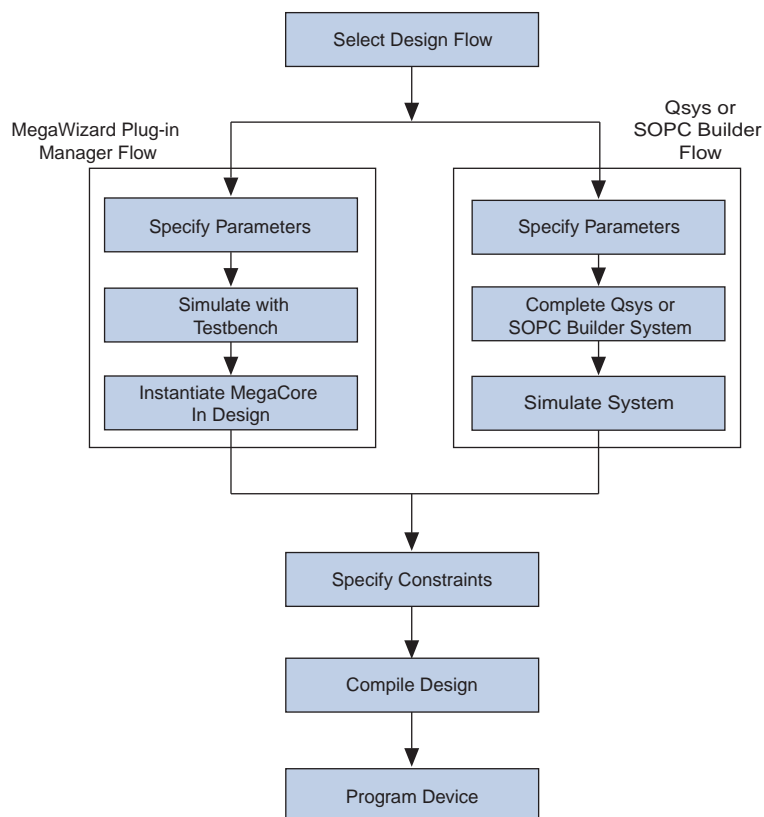 Select Design Flow
MegaWizard Plug-in
Manager Flow
Specify Parameters
Simulate with
Testbench
Instantiate MegaCore
In Design
Qsys or
SOPC Builder
Flow
Specify Parameters
Complete Qsys or
SOPC Builder System
Simulate System
Specify Constraints
Compile Design
Program Device